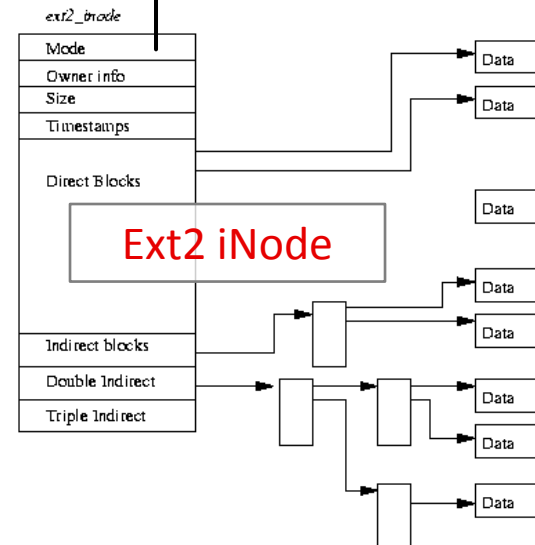 ext2_inode
Mode
Owner info
Size
Timestamps
Direct Blocks
Ext2 iNode
Indirect blocks
Double Indirect
Triple Indirect
Data
Data
Data
Data
Data
Data
Data
Data